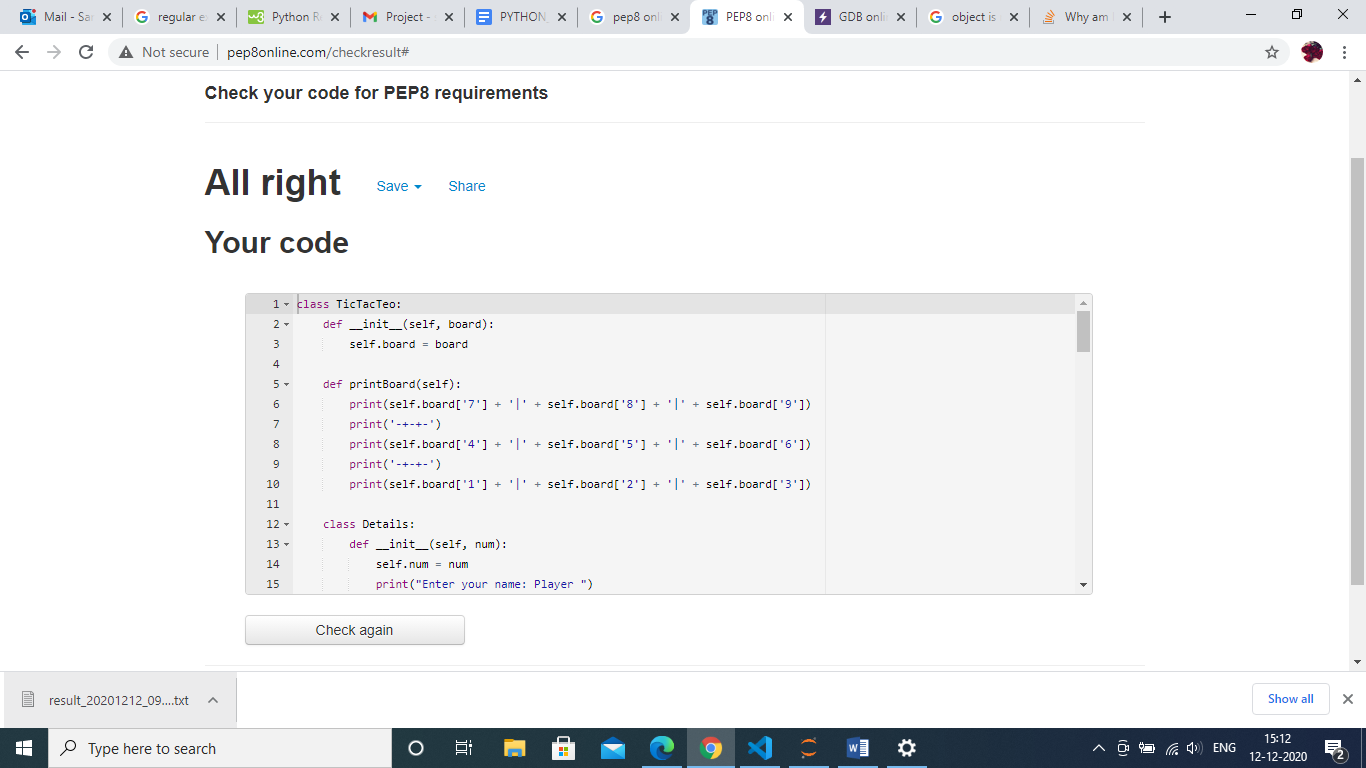 Mail - Sa
regular e
Python R
Project -
PYTHON
pep8 onl
PEP8 onl
GDB onli
object is
Why am
Not secure
pep8online.com/checkresult#
Check your code for PEP8 requirements
All right
Save
Share
Your code
1 class TicTacTeo:
2 def __init__(self, board):
3 self.board = board
4
5 def printBoard(self):
6 print(self.board['7'] + '|' + self.board['8'] + '|' + self.board['9'])
7 print('-+-+-')
8 print(self.board['4'] + '|' + self.board['5'] + '|' + self.board['6'])
9 print('-+-+-')
10 print(self.board['1'] + '|' + self.board['2'] + '|' + self.board['3'])
11
12 class Details:
13 def __init__(self, num):
14 self.num = num
15 print("Enter your name: Player ")
Check again
result_20201212_09....txt
Show all
Type here to search
ENG
15:12
12-12-2020
2